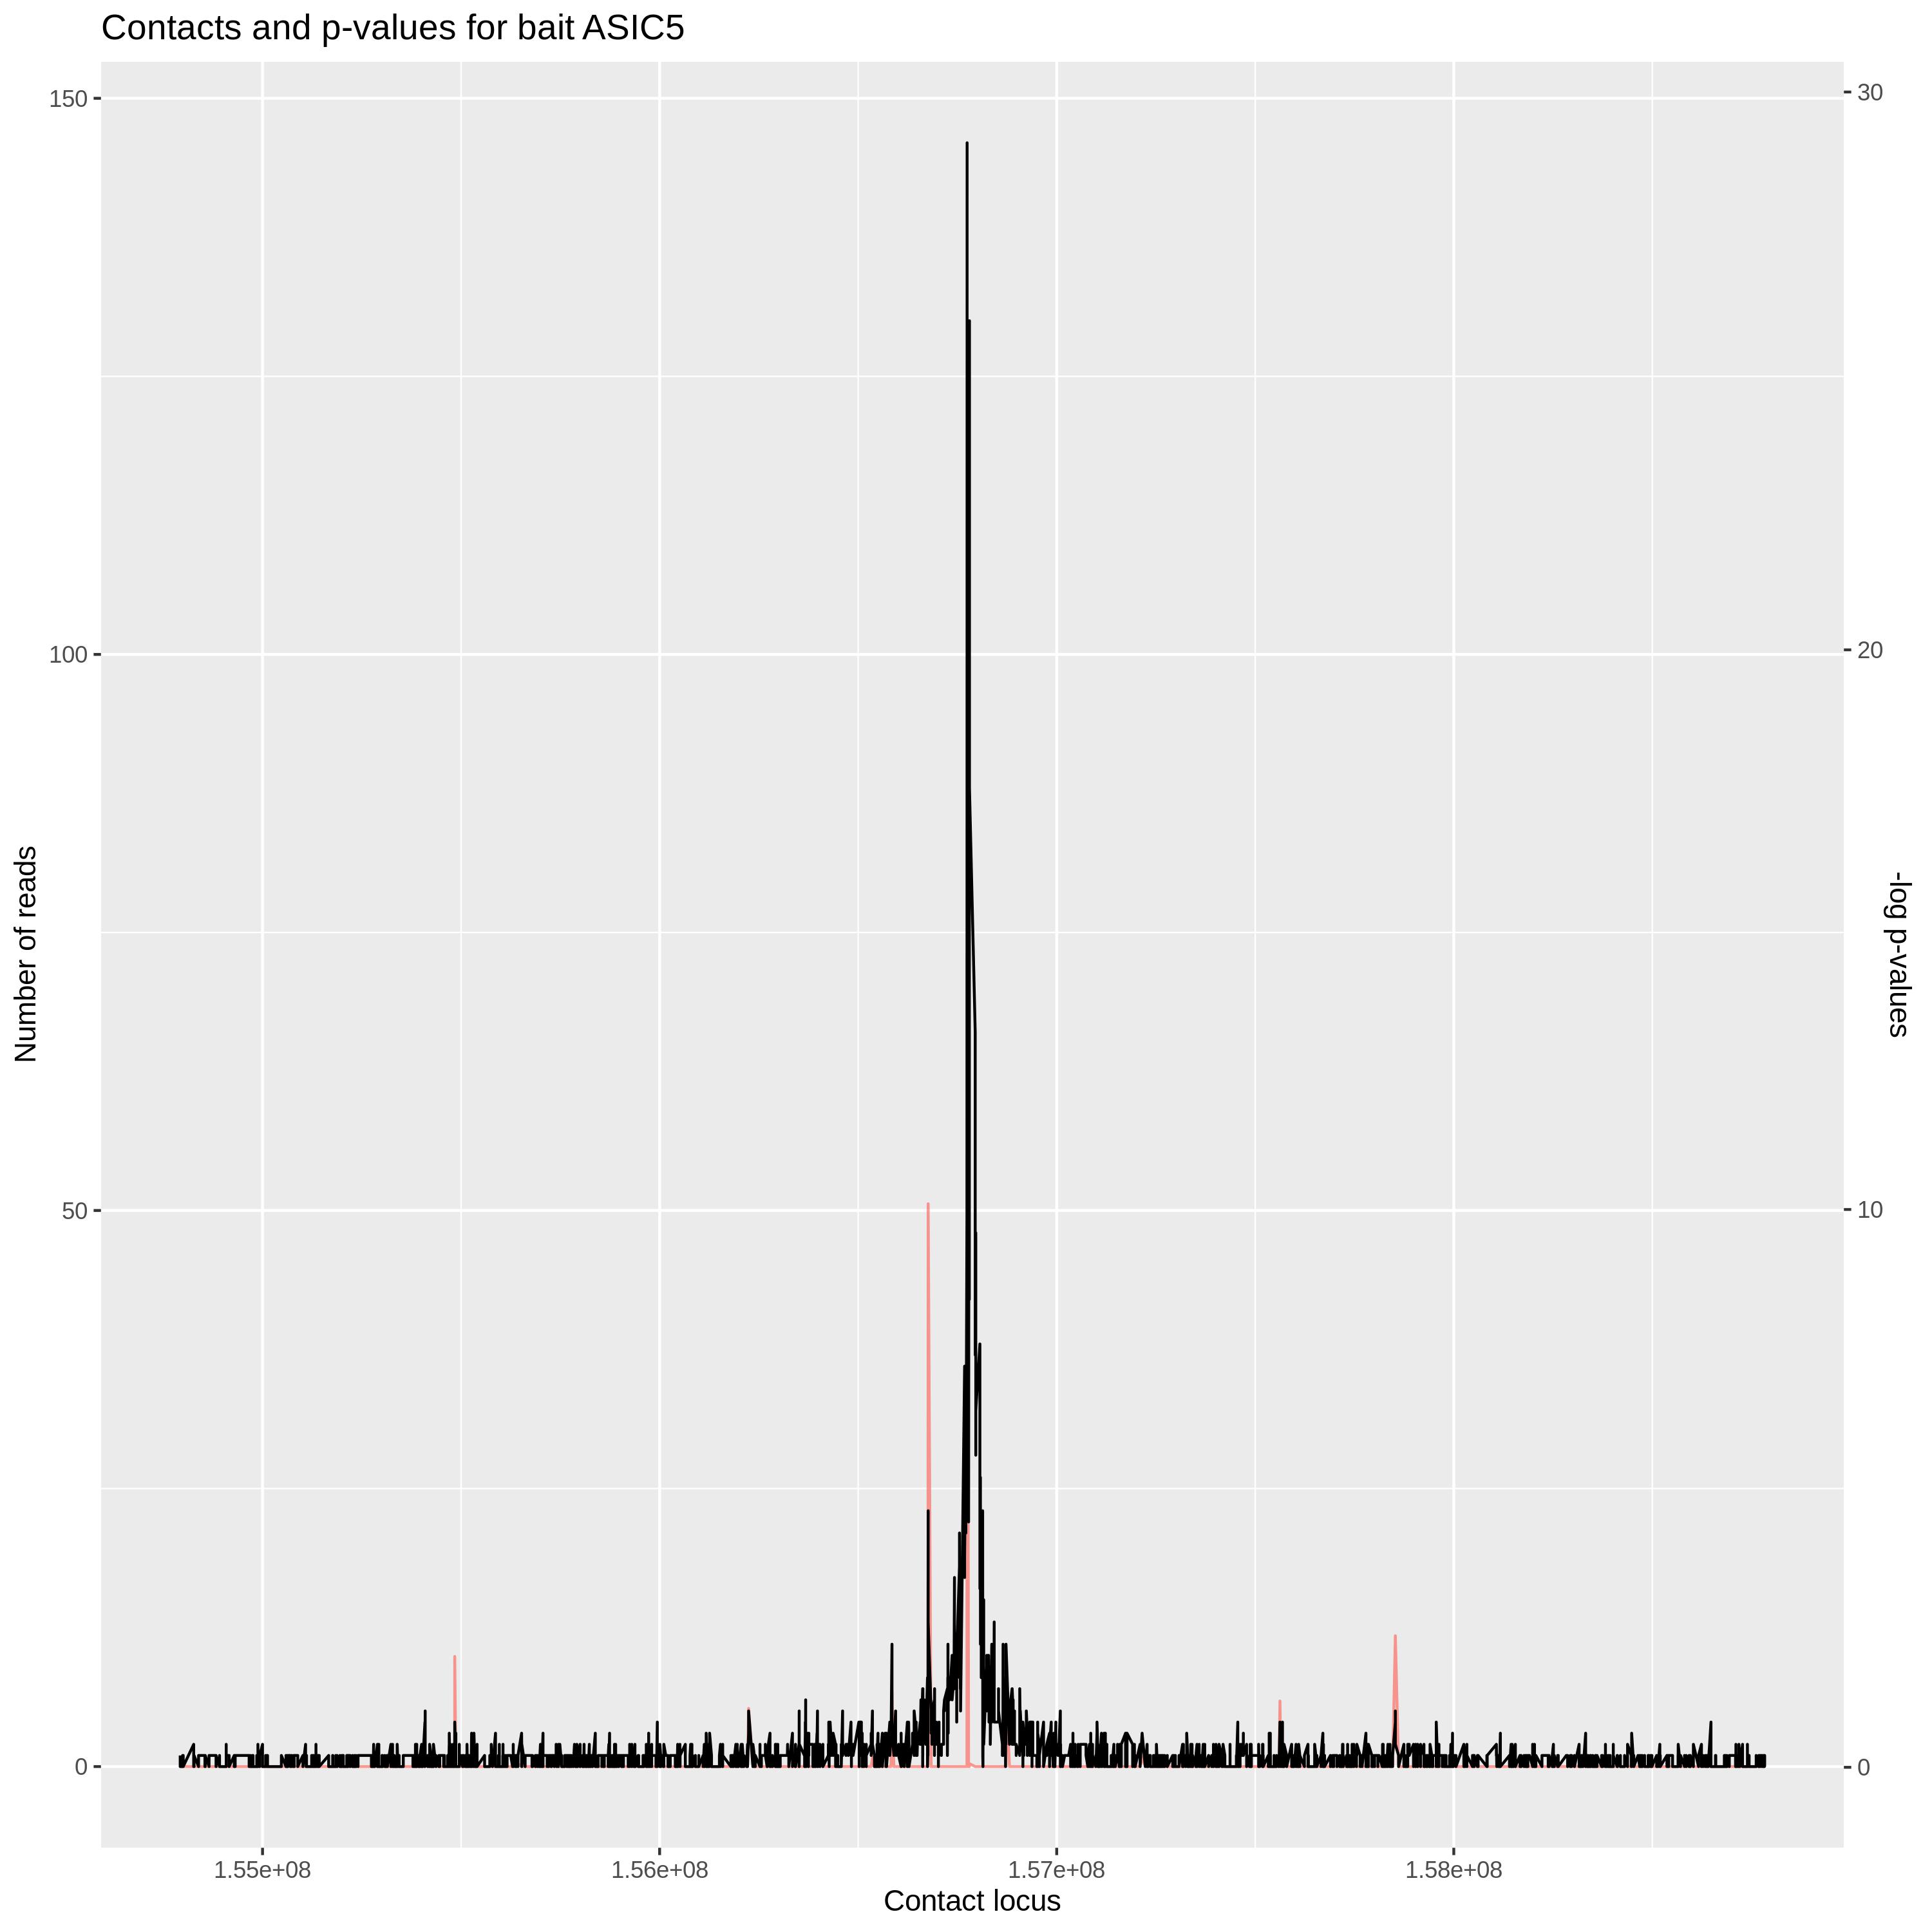 Contacts and p-values for bait ASIC5
150
100
50
0
Number of reads
30
20
10
0
-log p-values
1.55e+08
1.56e+08
1.57e+08
1.58e+08
Contact locus